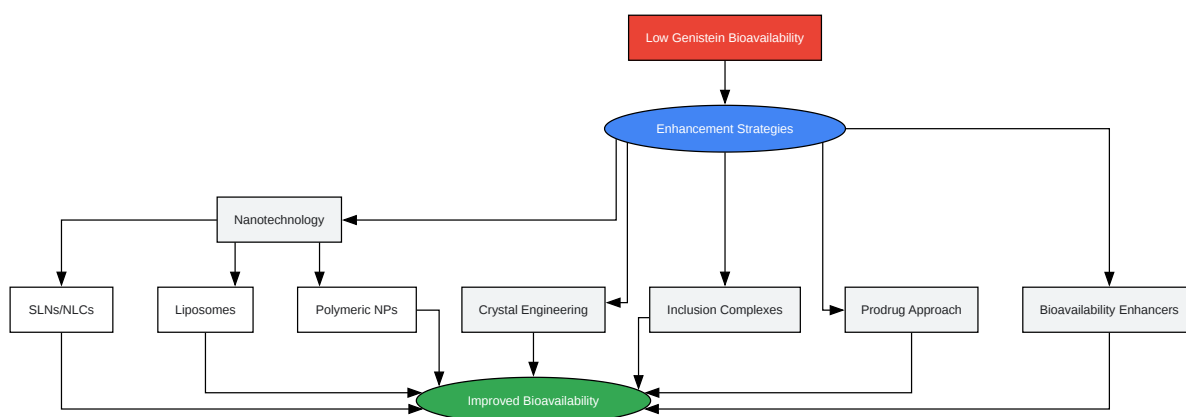 Low Genistein Bioavailability
Enhancement Strategies
Nanotechnology
SLNs/NLCs
Liposomes
Polymeric NPs
Crystal Engineering
Inclusion Complexes
Prodrug Approach
Bioavailability Enhancers
Improved Bioavailability